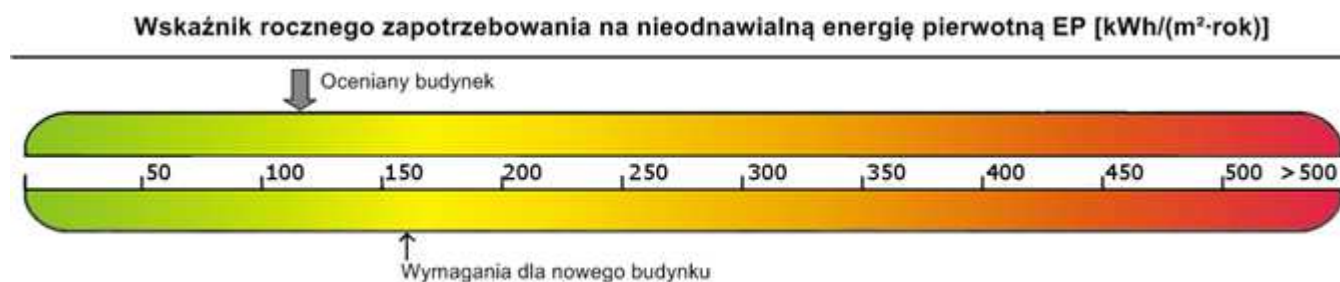 Wskaźnik rocznego zapotrzebowania na nieodnawialną energię pierwotną EP [kWh/(m²·rok)]
Oceniany budynek
50 100 150 200 250 300 350 400 450 500 >500
Wymagania dla nowego budynku